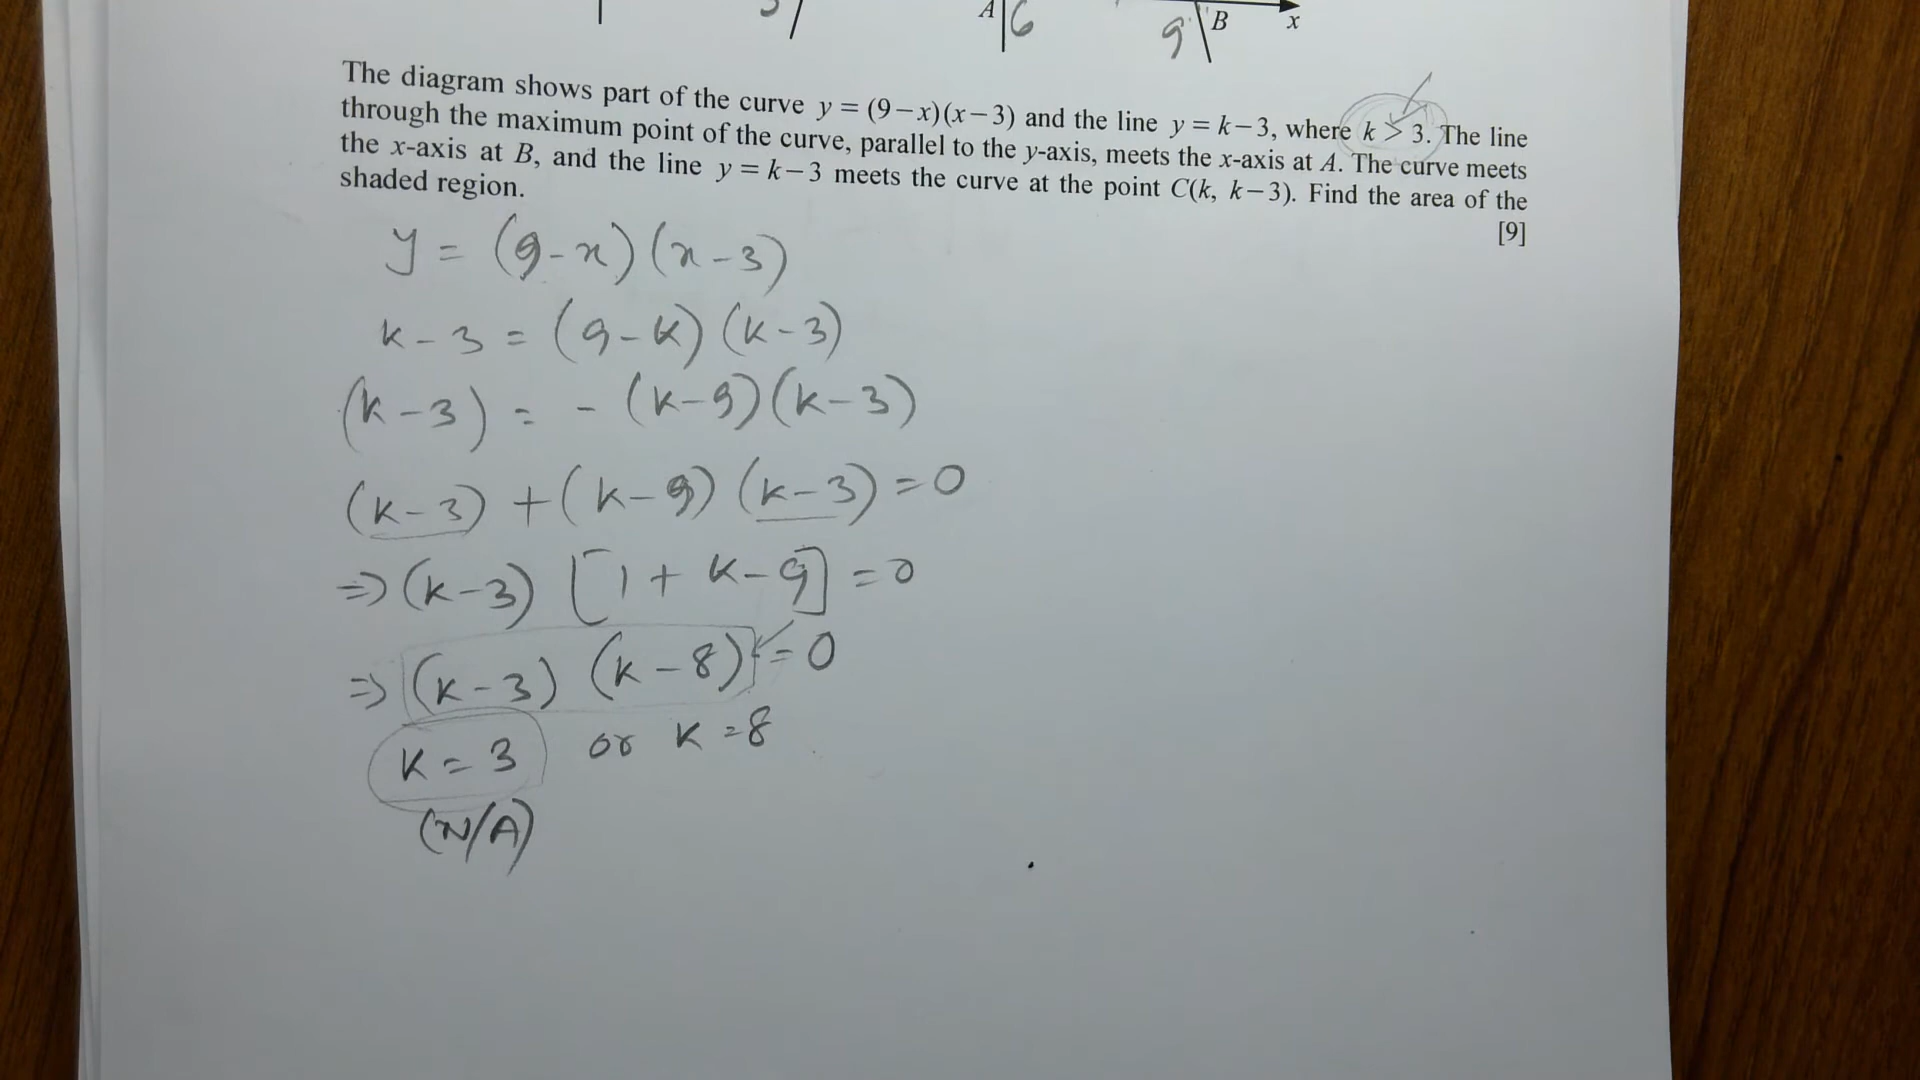 A 6 9 B x
The diagram shows part of the curve y = (9−x)(x−3) and the line y = k−3, where k > 3. The line
through the maximum point of the curve, parallel to the y-axis, meets the x-axis at A. The curve meets
the x-axis at B, and the line y = k−3 meets the curve at the point C(k, k−3). Find the area of the
shaded region.
[9]
y = (9-x)(x-3)
k-3 = (9-k)(k-3)
(k-3) = -(k-9)(k-3)
(k-3) + (k-9)(k-3) = 0
⇒ (k-3) [1 + k-9] = 0
⇒ (k-3) (k-8) = 0
k = 3 or k = 8
(N/A)